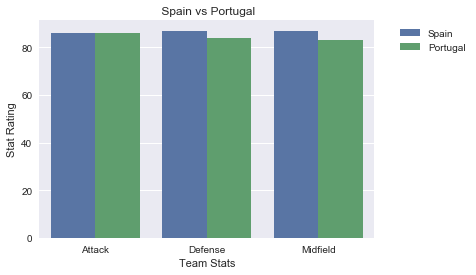 Spain vs Portugal
Spain
Portugal
Stat Rating
80
60
40
20
0
Attack
Defense
Midfield
Team Stats